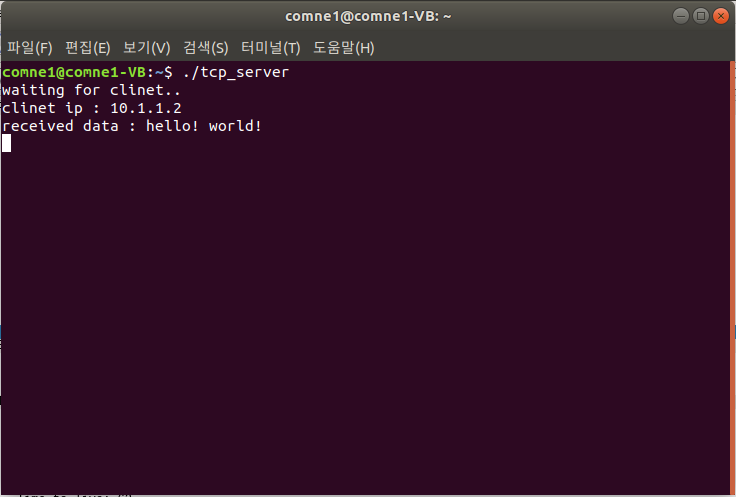 comne1@comne1-VB: ~
파일(F) 편집(E) 보기(V) 검색(S) 터미널(T) 도움말(H)
comne1@comne1-VB:~$ ./tcp_server
waiting for clinet..
clinet ip : 10.1.1.2
received data : hello! world!